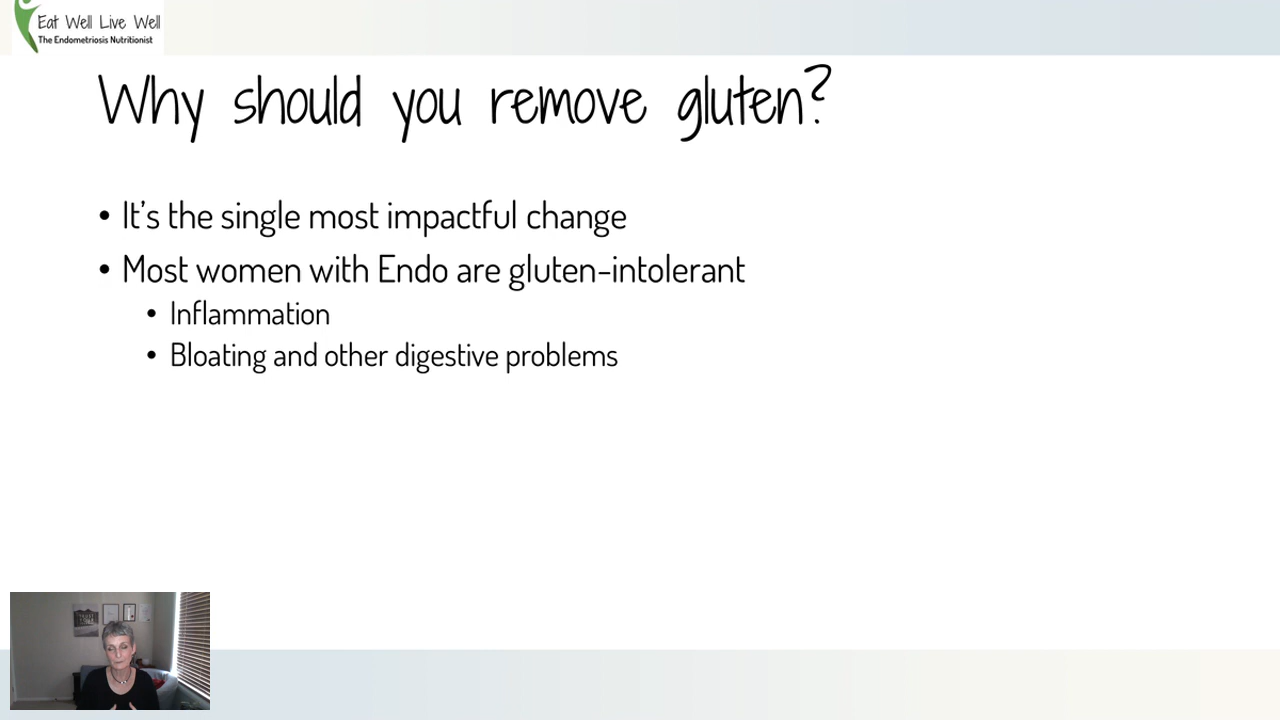 Eat Well Live Well
The Endometriosis Nutritionist
Why should you remove gluten?
• It's the single most impactful change
• Most women with Endo are gluten-intolerant
• Inflammation
• Bloating and other digestive problems